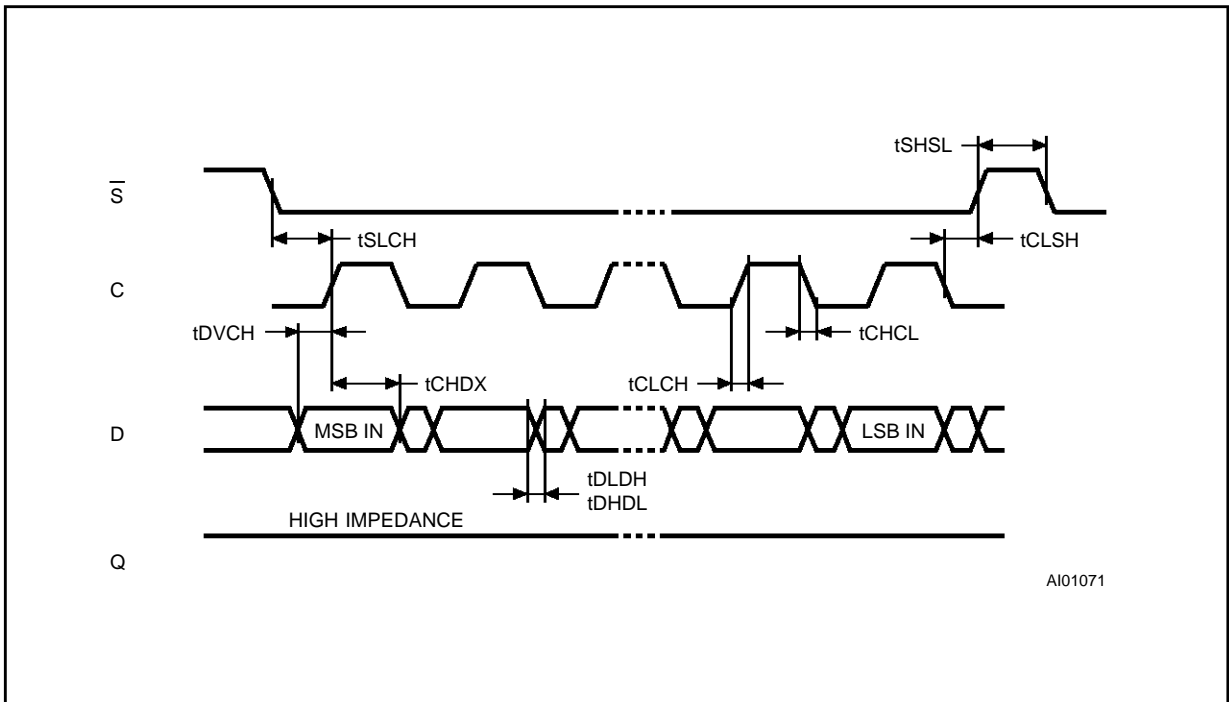 tSHSL
S̅
tSLCH
tCLSH
C
tDVCH
tCHCL
tCHDX
tCLCH
D
MSB IN
LSB IN
tDLDH
tDHDL
HIGH IMPEDANCE
Q
AI01071